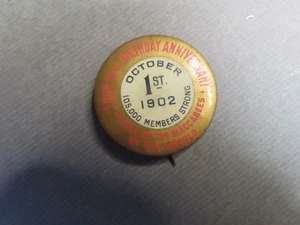 BIRTHDAY ANNIVERSARY
OCTOBER
1ST.
1902
105,000 MEMBERS STRONG
MACCABEES